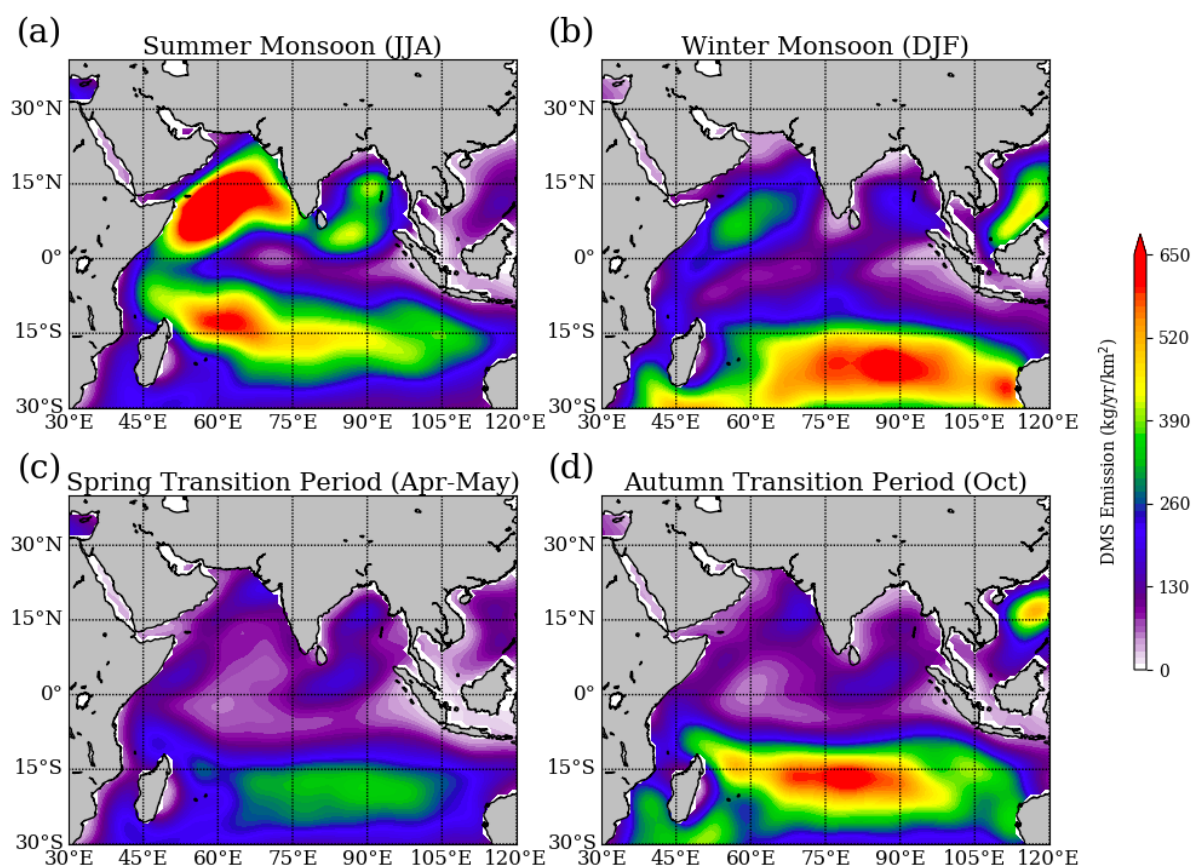 (a) Summer Monsoon (JJA)
30°N
15°N
0°
15°S
30°S
30°E 45°E 60°E 75°E 90°E 105°E 120°E
(b) Winter Monsoon (DJF)
30°N
15°N
0°
15°S
30°S
30°E 45°E 60°E 75°E 90°E 105°E 120°E
(c) Spring Transition Period (Apr-May)
30°N
15°N
0°
15°S
30°S
30°E 45°E 60°E 75°E 90°E 105°E 120°E
(d) Autumn Transition Period (Oct)
30°N
15°N
0°
15°S
30°S
30°E 45°E 60°E 75°E 90°E 105°E 120°E
DMS Emission (kg/yr/km²)
650
520
390
260
130
0